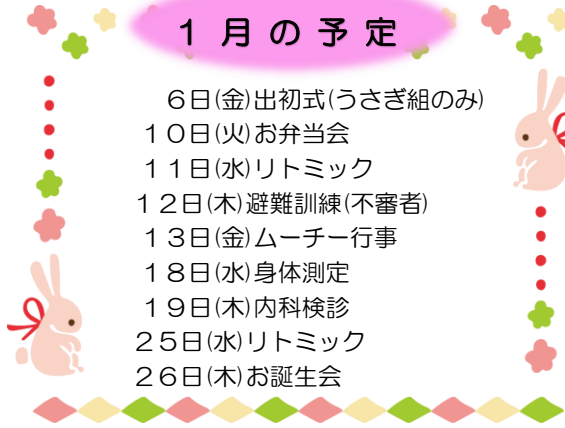 １月の予定
６日(金)出初式(うさぎ組のみ)
１０日(火)お弁当会
１１日(水)リトミック
１２日(木)避難訓練(不審者)
１３日(金)ムーチー行事
１８日(水)身体測定
１９日(木)内科検診
２５日(水)リトミック
２６日(木)お誕生会